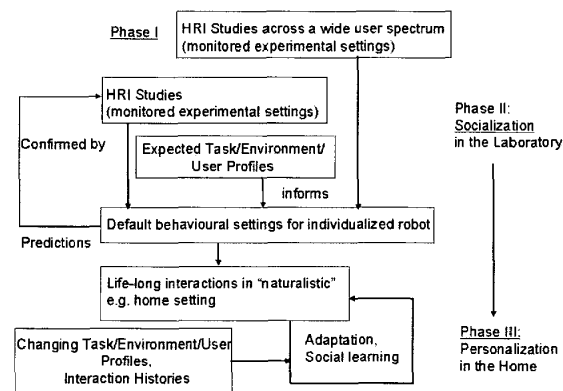 Phase I
HRI Studies across a wide user spectrum
(monitored experimental settings)
HRI Studies
(monitored experimental settings)
Phase II:
Socialization
in the Laboratory
Confirmed by
Expected Task/Environment/
User Profiles
informs
Default behavioural settings for individualized robot
Predictions
Life-long interactions in "naturalistic"
e.g. home setting
Changing Task/Environment/User
Profiles,
Interaction Histories
Adaptation,
Social learning
Phase III:
Personalization
in the Home